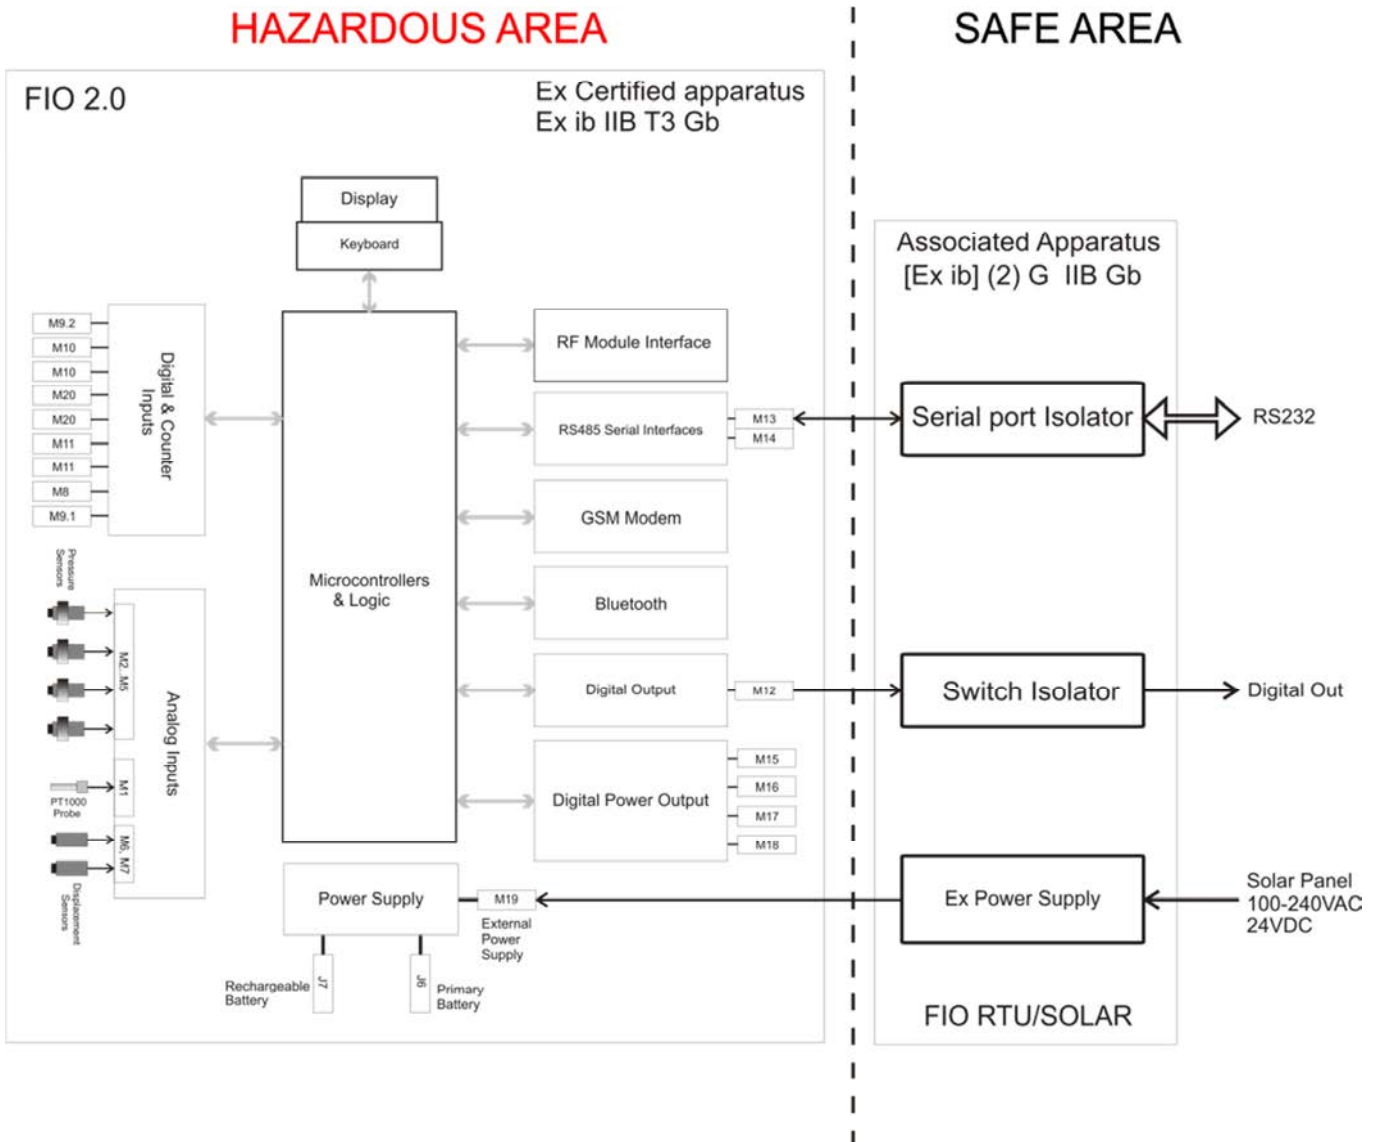 HAZARDOUS AREA
SAFE AREA
FIO 2.0
Ex Certified apparatus
Ex ib IIB T3 Gb
Display
Keyboard
M9.2
M10
M10
M20
M20
M11
M11
M8
M9.1
Digital & Counter
Inputs
Pressure
Sensors
M2..M5
M1
PT1000
Probe
M6, M7
Displacement
Sensors
Analog Inputs
Microcontrollers
& Logic
RF Module Interface
RS485 Serial Interfaces
M13
M14
GSM Modem
Bluetooth
Digital Output
M12
Digital Power Output
M15
M16
M17
M18
Power Supply
M19
External
Power
Supply
Rechargeable
Battery
J7
J6
Primary
Battery
Associated Apparatus
[Ex ib] (2) G IIB Gb
Serial port Isolator
RS232
Switch Isolator
Digital Out
Ex Power Supply
Solar Panel
100-240VAC
24VDC
FIO RTU/SOLAR